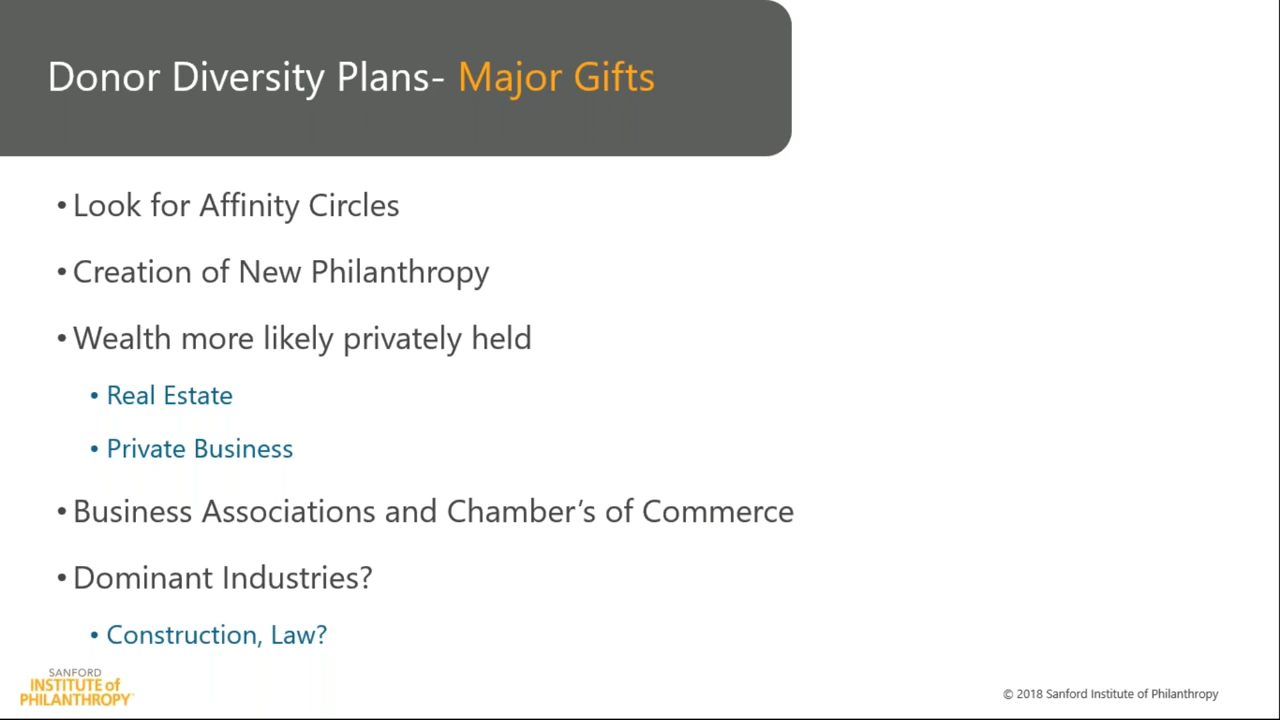 Donor Diversity Plans- Major Gifts
• Look for Affinity Circles
• Creation of New Philanthropy
• Wealth more likely privately held
• Real Estate
• Private Business
• Business Associations and Chamber’s of Commerce
• Dominant Industries?
• Construction, Law?
SANFORD
INSTITUTE of
PHILANTHROPY™
© 2018 Sanford Institute of Philanthropy